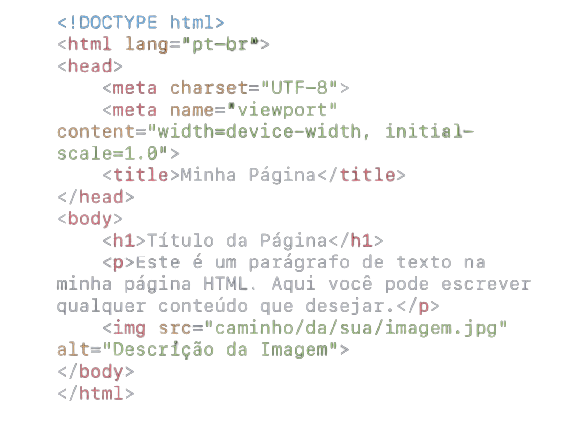 <!DOCTYPE html>
<html lang="pt-br">
<head>
<meta charset="UTF-8">
<meta name="viewport"
content="width=device-width, initial-
scale=1.0">
<title>Minha Página</title>
</head>
<body>
<h1>Título da Página</h1>
<p>Este é um parágrafo de texto na
minha página HTML. Aqui você pode escrever
qualquer conteúdo que desejar.</p>
<img src="caminho/da/sua/imagem.jpg"
alt="Descrição da Imagem">
</body>
</html>